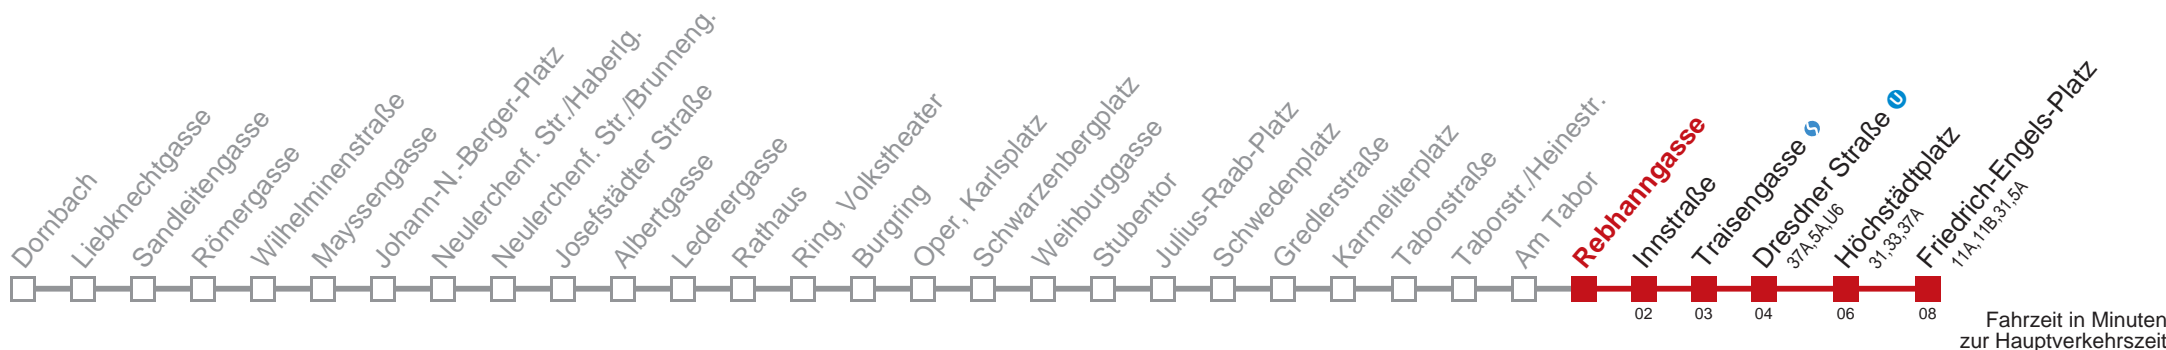 Dornbach
Liebknechtgasse
Sandleitengasse
Römergasse
Wilhelminenstraße
Mayssengasse
Johann-N.-Berger-Platz
Neulerchenf. Str./Haberlg.
Neulerchenf. Str./Brunneng.
Josefstädter Straße
Albertgasse
Lederergasse
Rathaus
Ring, Volkstheater
Burgring
Oper, Karlsplatz
Schwarzenbergplatz
Weihburggasse
Stubentor
Julius-Raab-Platz
Schwedenplatz
Gredlerstraße
Karmeliterplatz
Taborstraße
Taborstr./Heinestr.
Am Tabor
Rebhanngasse
Innstraße
Traisengasse S
Dresdner Straße U
37A,5A,U6
Höchstädtplatz
31,33,37A
Friedrich-Engels-Platz
11A,11B,31,5A
02 03 04 06 08
Fahrzeit in Minuten
zur Hauptverkehrszeit